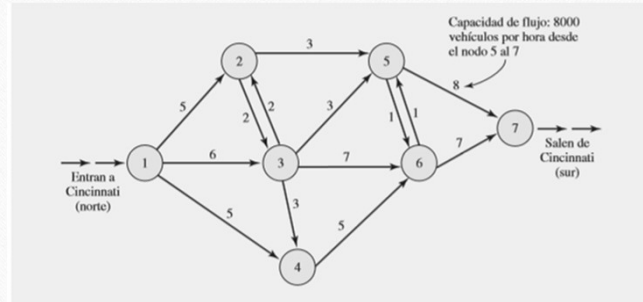 Capacidad de flujo: 8000
vehículos por hora desde
el nodo 5 al 7
3
2
5
8
5
2
2
3
1
1
7
1
6
3
7
6
7
Entran a
Cincinnati
(norte)
Salen de
Cincinnati
(sur)
5
3
5
4